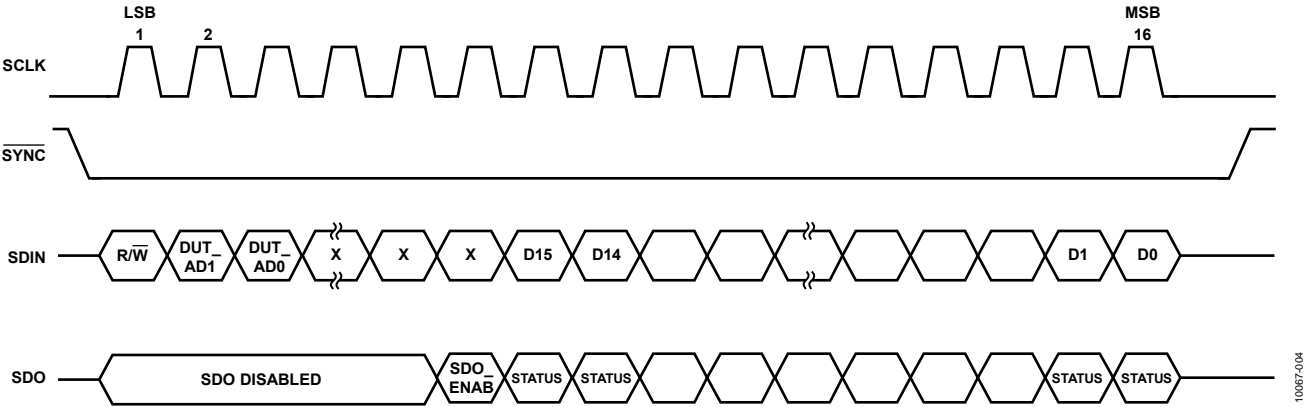 LSB MSB
1 2 16
SCLK
SYNC
SDIN R/W DUT_ DUT_ X X X D15 D14 D1 D0
AD1 AD0
SDO SDO DISABLED SDO_ STATUS STATUS STATUS STATUS
ENAB
10067-004